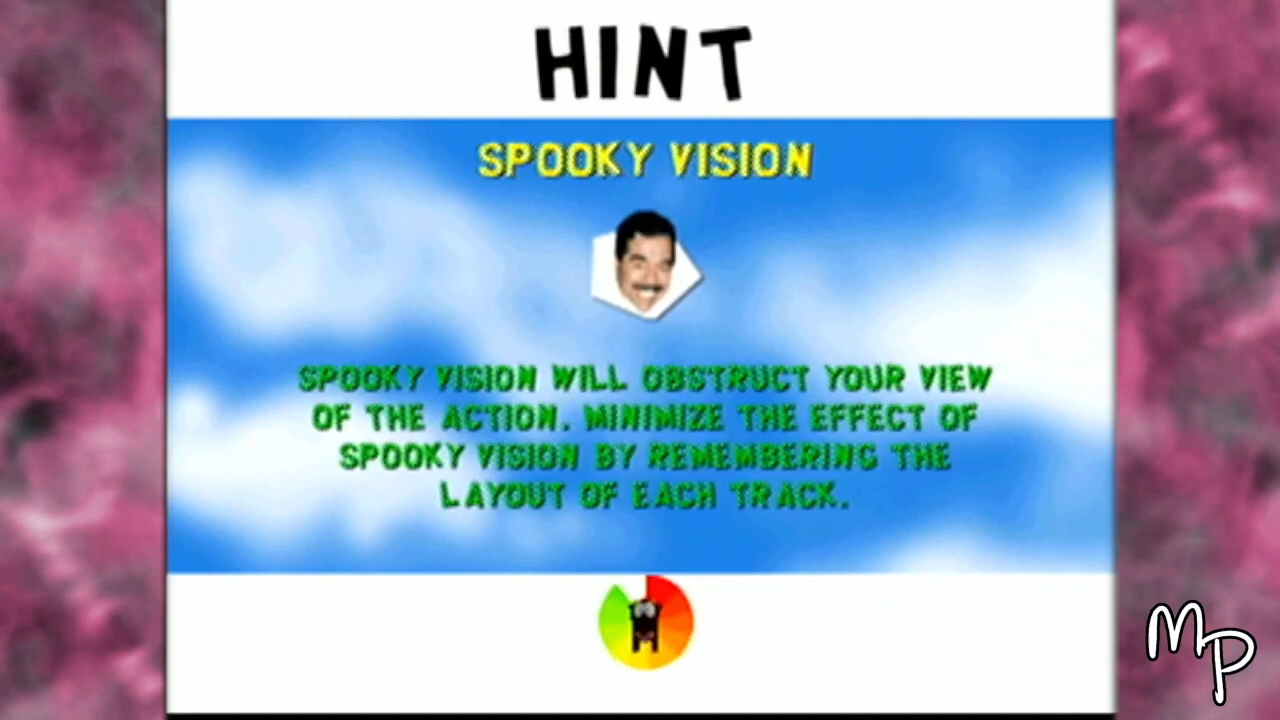 HINT
SPOOKY VISION
SPOOKY VISION WILL OBSTRUCT YOUR VIEW
OF THE ACTION. MINIMIZE THE EFFECT OF
SPOOKY VISION BY REMEMBERING THE
LAYOUT OF EACH TRACK.
MP